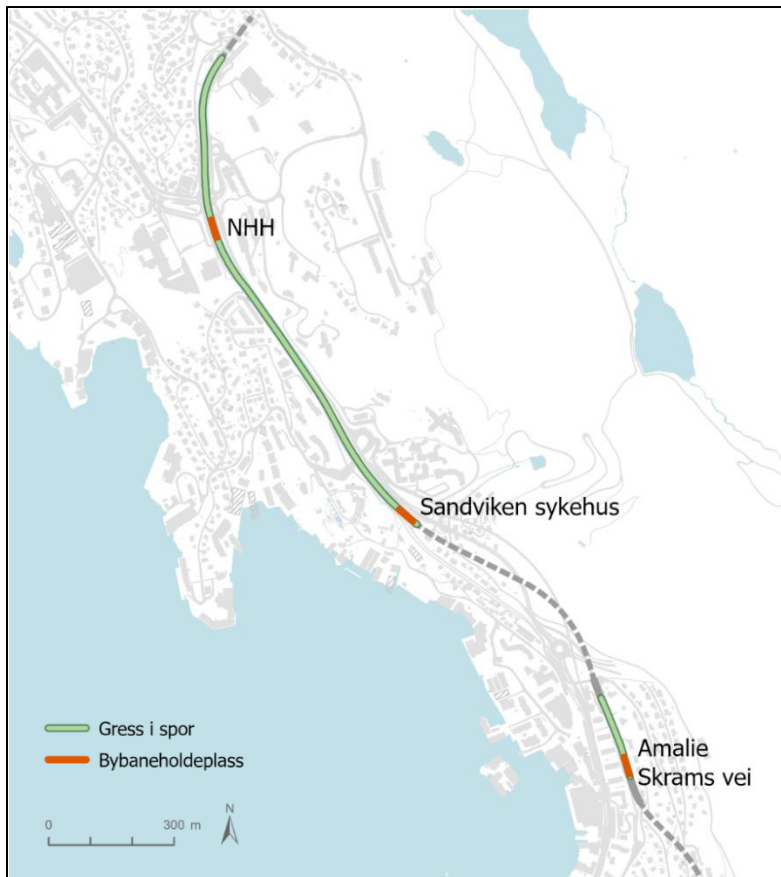 NHH
Sandviken sykehus
Amalie
Skrams vei
Gress i spor
Bybaneholdeplass
N
0 300 m